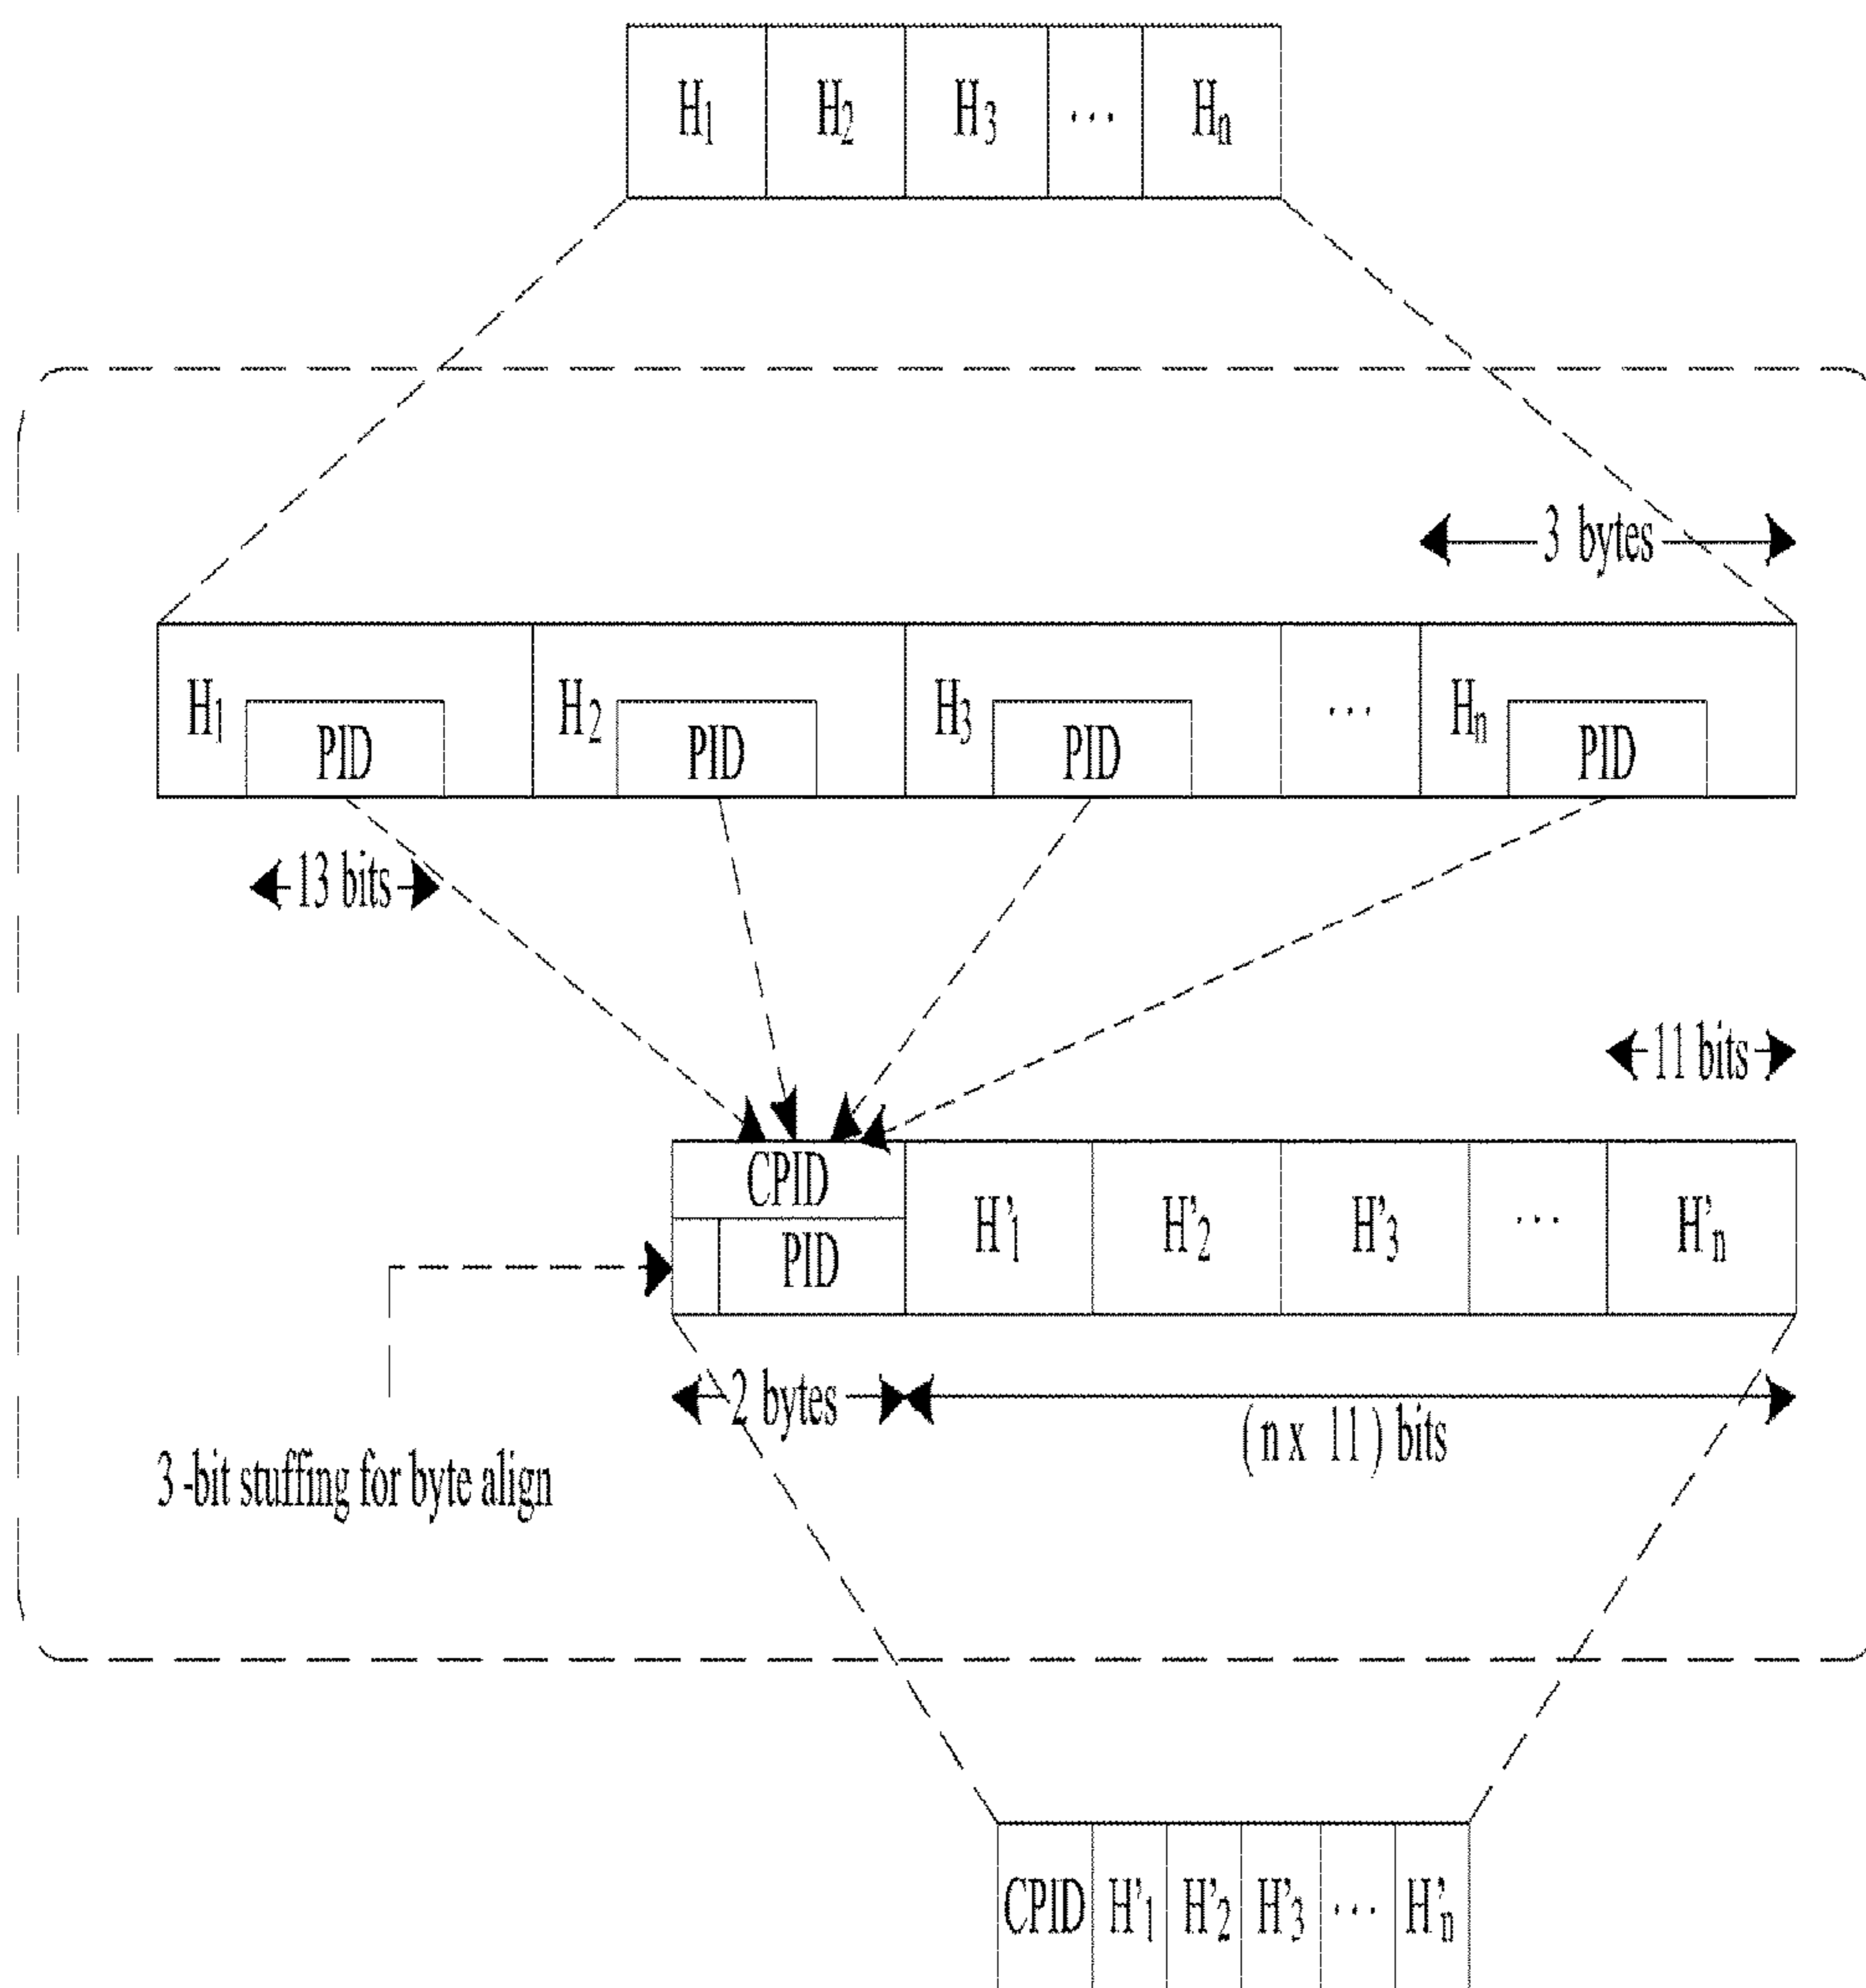 H1 H2 H3 ... Hn
3 bytes
H1 PID H2 PID H3 PID ... Hn PID
13 bits
11 bits
CPID
PID
H'1 H'2 H'3 ... H'n
2 bytes
( n x 11 ) bits
3 -bit stuffing for byte align
CPID H'1 H'2 H'3 ... H'n